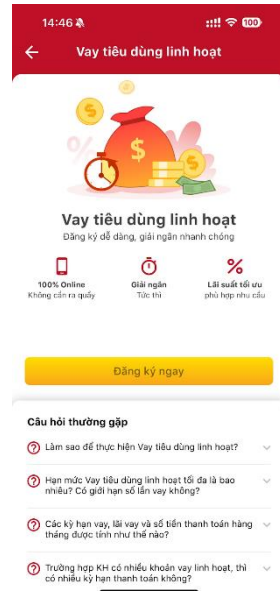 14:46
100
Vay tiêu dùng linh hoạt
Vay tiêu dùng linh hoạt
Đăng ký dễ dàng, giải ngân nhanh chóng
100% Online
Không cần ra quầy
Giải ngân
Tức thì
Lãi suất tối ưu
phù hợp nhu cầu
Đăng ký ngay
Câu hỏi thường gặp
Làm sao để thực hiện Vay tiêu dùng linh hoạt?
Hạn mức Vay tiêu dùng linh hoạt tối đa là bao
nhiêu? Có giới hạn số lần vay không?
Các kỳ hạn vay, lãi vay và số tiền thanh toán hàng
tháng được tính như thế nào?
Trường hợp KH có nhiều khoản vay linh hoạt, thì
có nhiều kỳ hạn thanh toán không?